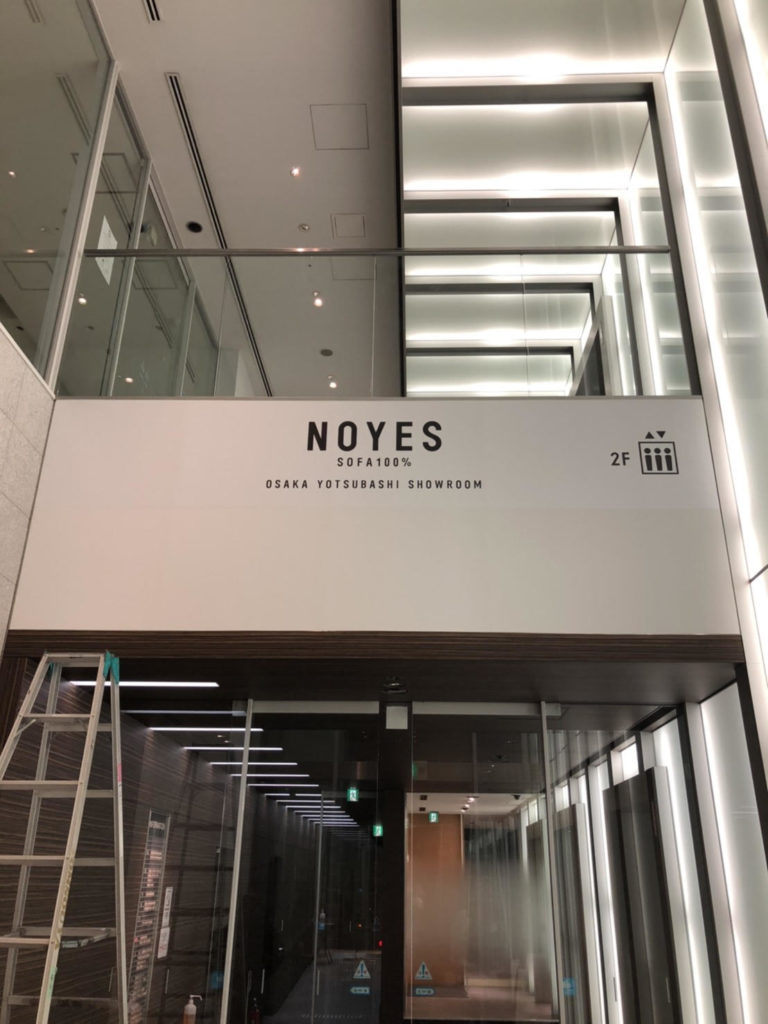 NOYES
SOFA100%
OSAKA YOTSUBASHI SHOWROOM
2F